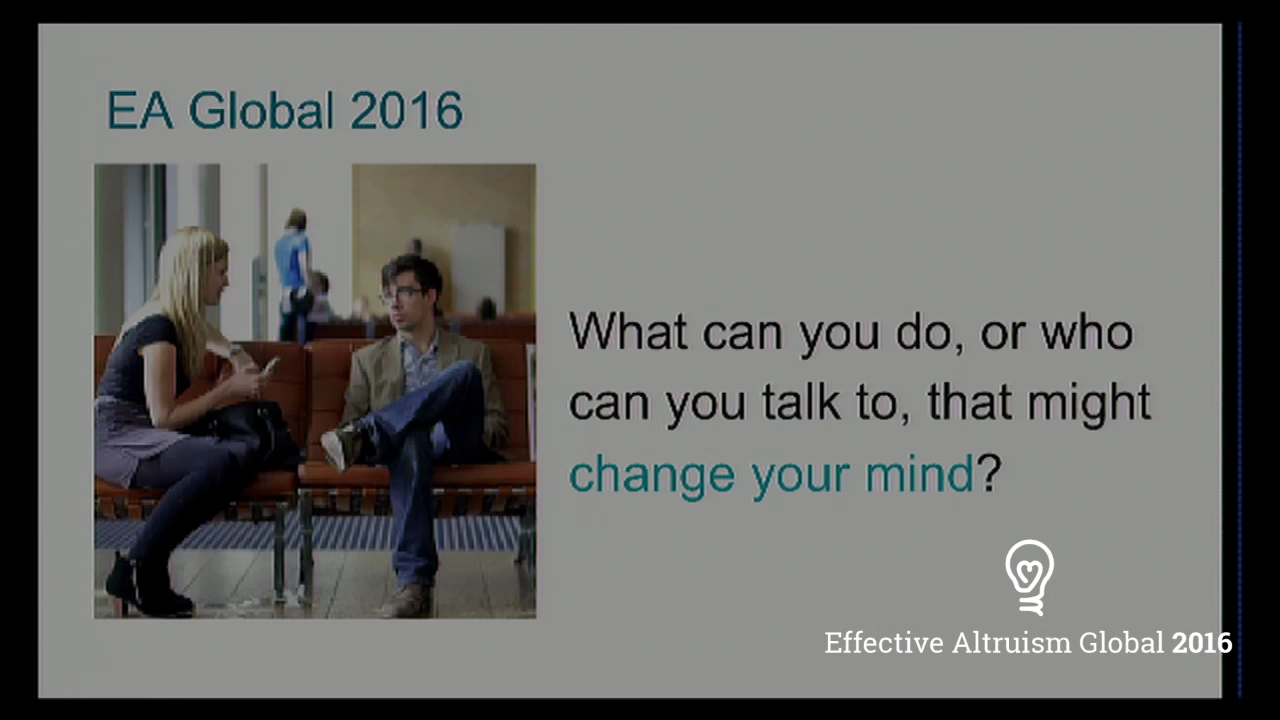 EA Global 2016
What can you do, or who
can you talk to, that might
change your mind?
Effective Altruism Global 2016